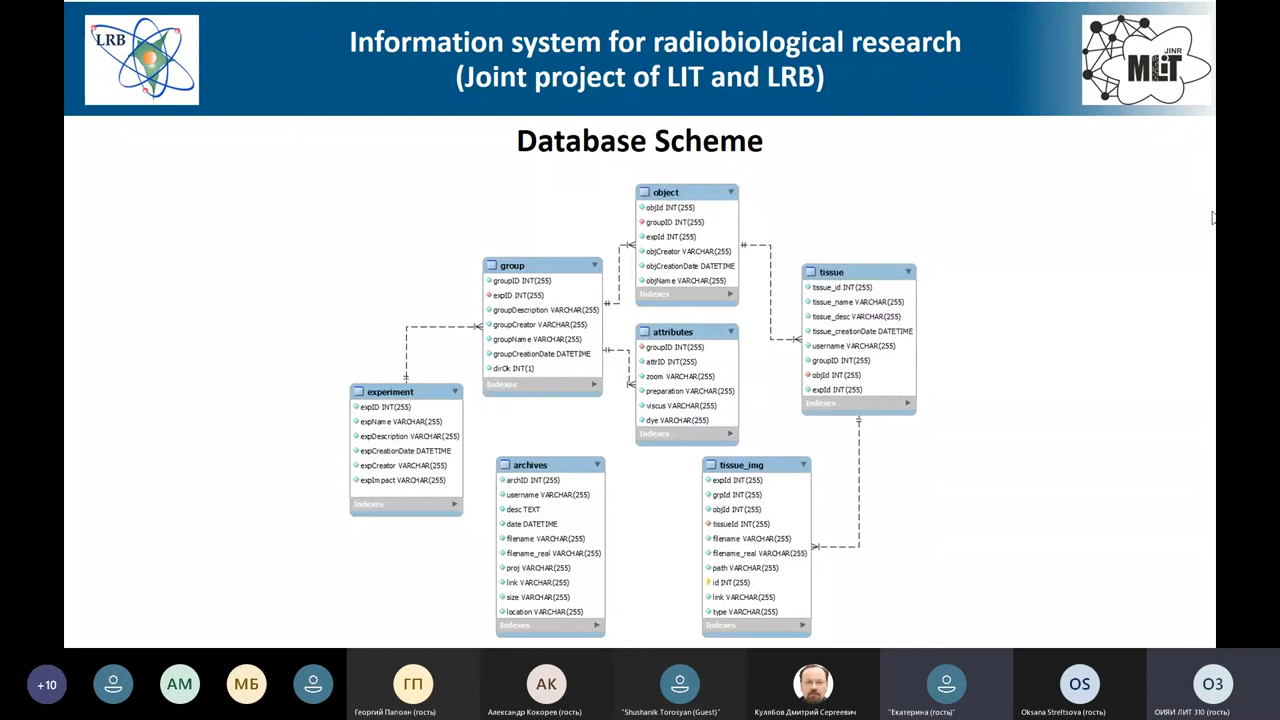 LRB
Information system for radiobiological research
(Joint project of LIT and LRB)
JINR
MLIT
Database Scheme
object
objId INT(255)
groupID INT(255)
expId INT(255)
objCreator VARCHAR(255)
objCreationDate DATETIME
objName VARCHAR(255)
Indexes
group
groupID INT(255)
expID INT(255)
groupDescription VARCHAR(255)
groupCreator VARCHAR(255)
groupName VARCHAR(255)
groupCreationDate DATETIME
dirOk INT(1)
Indexes
attributes
groupID INT(255)
attrID INT(255)
zoom VARCHAR(255)
preparation VARCHAR(255)
viscus VARCHAR(255)
dye VARCHAR(255)
Indexes
tissue
tissue_id INT(255)
tissue_name VARCHAR(255)
tissue_desc VARCHAR(255)
tissue_creationDate DATETIME
username VARCHAR(255)
groupID INT(255)
objId INT(255)
expId INT(255)
Indexes
experiment
expID INT(255)
expName VARCHAR(255)
expDescription VARCHAR(255)
expCreationDate DATETIME
expCreator VARCHAR(255)
expImpact VARCHAR(255)
Indexes
archives
archID INT(255)
username VARCHAR(255)
desc TEXT
date DATETIME
filename VARCHAR(255)
filename_real VARCHAR(255)
proj VARCHAR(255)
link VARCHAR(255)
size VARCHAR(255)
location VARCHAR(255)
Indexes
tissue_img
expId INT(255)
grpId INT(255)
objId INT(255)
tissueId INT(255)
filename VARCHAR(255)
filename_real VARCHAR(255)
path VARCHAR(255)
id INT(255)
link VARCHAR(255)
type VARCHAR(255)
Indexes
+10
АМ
МБ
ГП
Георгий Папоян (гость)
АК
Александр Кокорев (гость)
"Shushanik Torosyan (Guest)"
Кулябов Дмитрий Сергеевич
"Екатерина (гость)"
OS
Oksana Streltsova (гость)
ОЗ
ОИЯИ ЛИТ 310 (гость)